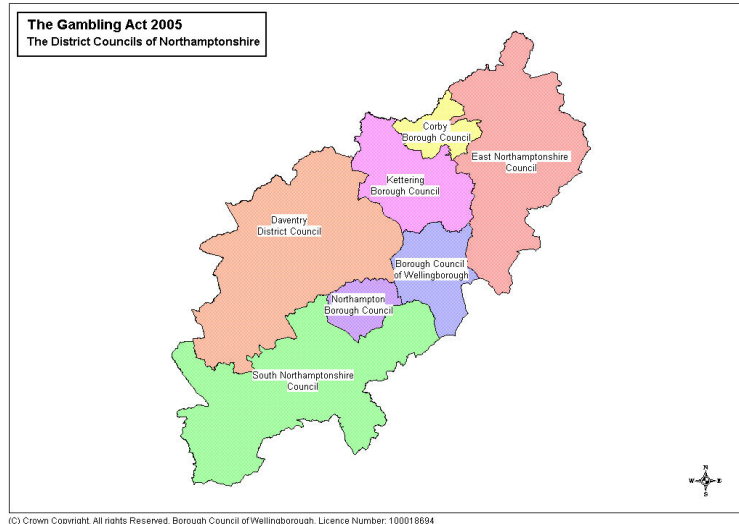 The Gambling Act 2005
The District Councils of Northamptonshire
Corby
Borough Council
East Northamptonshire
Council
Kettering
Borough Council
Daventry
District Council
Borough Council
of Wellingborough
Northampton
Borough Council
South Northamptonshire
Council
N
W E
S
(C) Crown Copyright. All rights Reserved. Borough Council of Wellingborough. Licence Number: 100018694